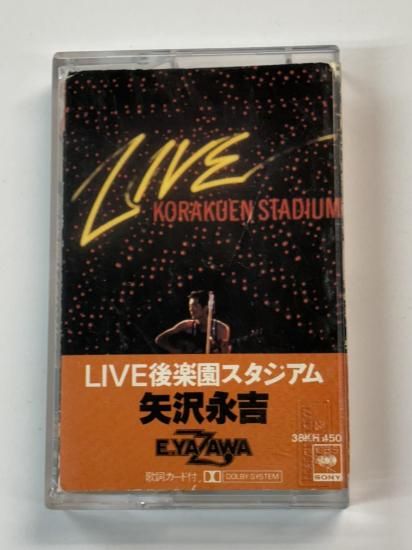 LIVE
KORAKUEN STADIUM
LIVE後楽園スタジアム
矢沢永吉
38KH 450
E.YAZAWA
歌詞カード付
DOLBY SYSTEM
SONY